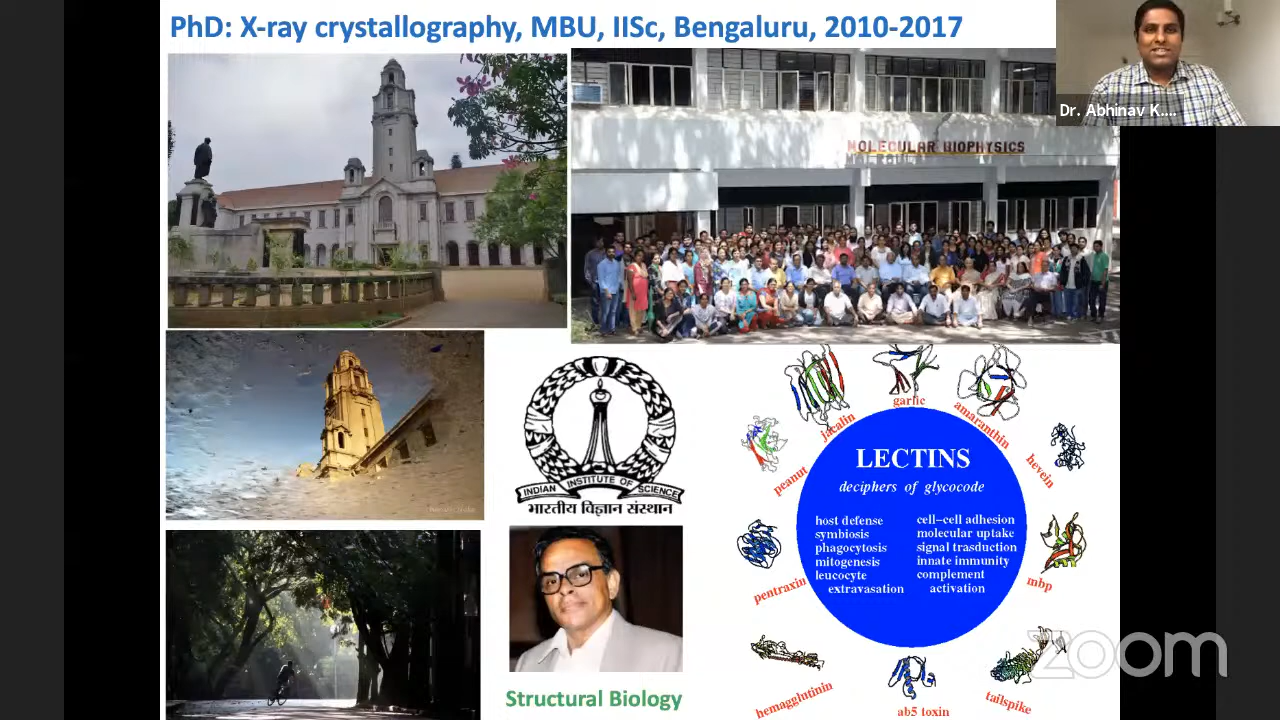 PhD: X-ray crystallography, MBU, IISc, Bengaluru, 2010-2017
Dr. Abhinav K....
MOLECULAR BIOPHYSICS
INDIAN INSTITUTE OF SCIENCE
भारतीय विज्ञान संस्थान
Structural Biology
garlic
jacalin
amaranthin
peanut
hevein
LECTINS
deciphers of glycocode
host defense
symbiosis
phagocytosis
mitogenesis
leucocyte
extravasation
cell–cell adhesion
molecular uptake
signal trasduction
innate immunity
complement
activation
pentraxin
mbp
hemagglutinin
ab5 toxin
tailspike
zoom